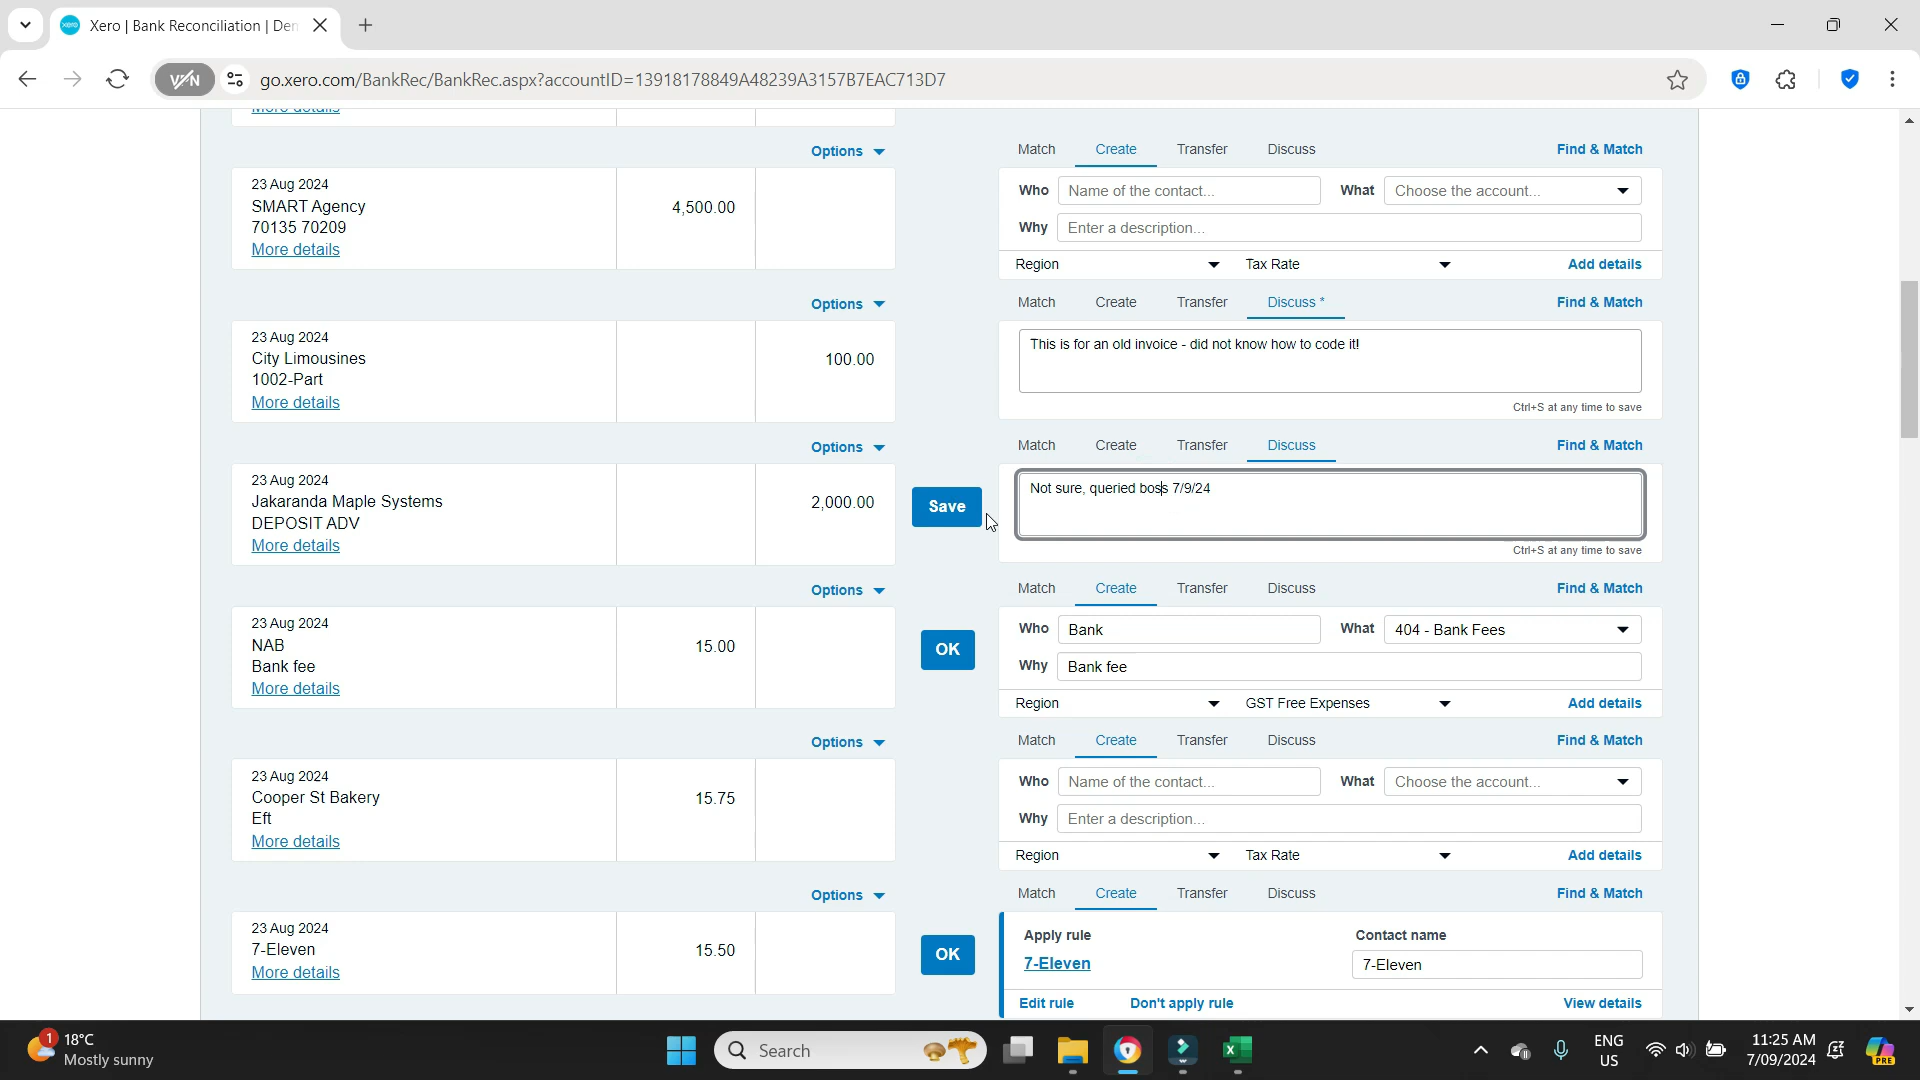 Xero | Bank Reconciliation | Dem
VPN
go.xero.com/BankRec/BankRec.aspx?accountID=13918178849A48239A3157B7EAC713D7
More details
Options
Match Create Transfer Discuss Find & Match
23 Aug 2024
SMART Agency
70135 70209
More details
4,500.00
Who Name of the contact... What Choose the account...
Why Enter a description...
Region Tax Rate Add details
Options
Match Create Transfer Discuss * Find & Match
23 Aug 2024
City Limousines
1002-Part
More details
100.00
This is for an old invoice - did not know how to code it!
Ctrl+S at any time to save
Options
Match Create Transfer Discuss Find & Match
23 Aug 2024
Jakaranda Maple Systems
DEPOSIT ADV
More details
2,000.00
Save
Not sure, queried boss 7/9/24
Ctrl+S at any time to save
Options
Match Create Transfer Discuss Find & Match
23 Aug 2024
NAB
Bank fee
More details
15.00
OK
Who Bank What 404 - Bank Fees
Why Bank fee
Region GST Free Expenses Add details
Options
Match Create Transfer Discuss Find & Match
23 Aug 2024
Cooper St Bakery
Eft
More details
15.75
Who Name of the contact... What Choose the account...
Why Enter a description...
Region Tax Rate Add details
Options
Match Create Transfer Discuss Find & Match
23 Aug 2024
7-Eleven
More details
15.50
OK
Apply rule Contact name
7-Eleven 7-Eleven
Edit rule Don't apply rule View details
1
18°C
Mostly sunny
Search
ENG
US
11:25 AM
7/09/2024
PRE